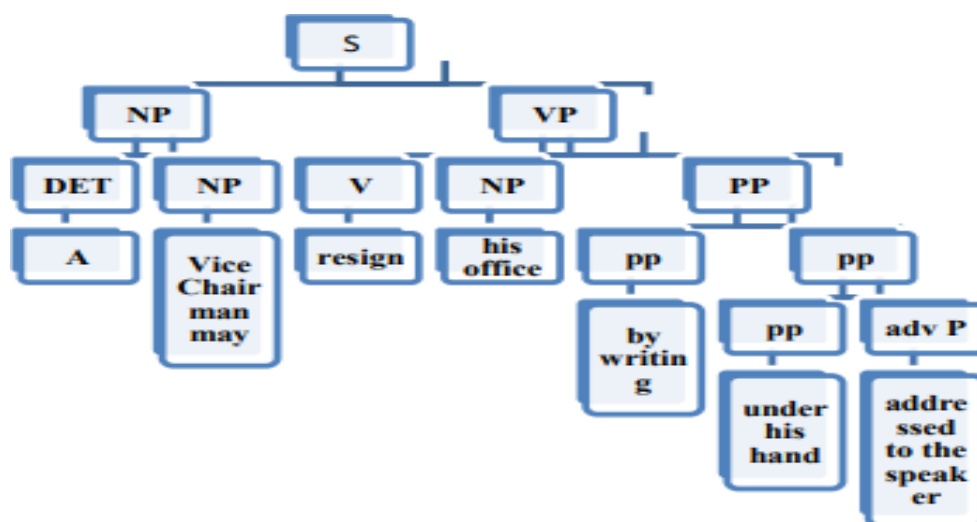 S
NP
VP
DET
NP
V
NP
PP
A
Vice
Chair
man
may
resign
his
office
pp
pp
by
writin
g
pp
adv P
under
his
hand
addre
ssed
to the
speak
er